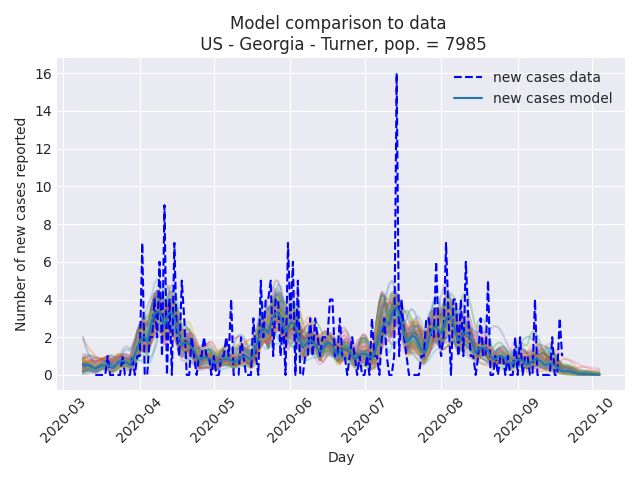 Model comparison to data
US - Georgia - Turner, pop. = 7985
new cases data
new cases model
Number of new cases reported
16
14
12
10
8
6
4
2
0
2020-03
2020-04
2020-05
2020-06
2020-07
2020-08
2020-09
2020-10
Day